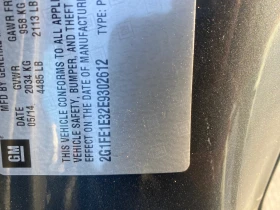 MFD BY GENERAL
DATE GVWR GAWR FR
05/14 2034 KG 958 KG
4485 LB 2113 LB
GM
THIS VEHICLE CONFORMS TO ALL APPL
VEHICLE SAFETY, BUMPER, AND THEFT
EFFECT ON THE DATE OF MANUFACTUR
2G1FE1E32E9302612 TYPE: P